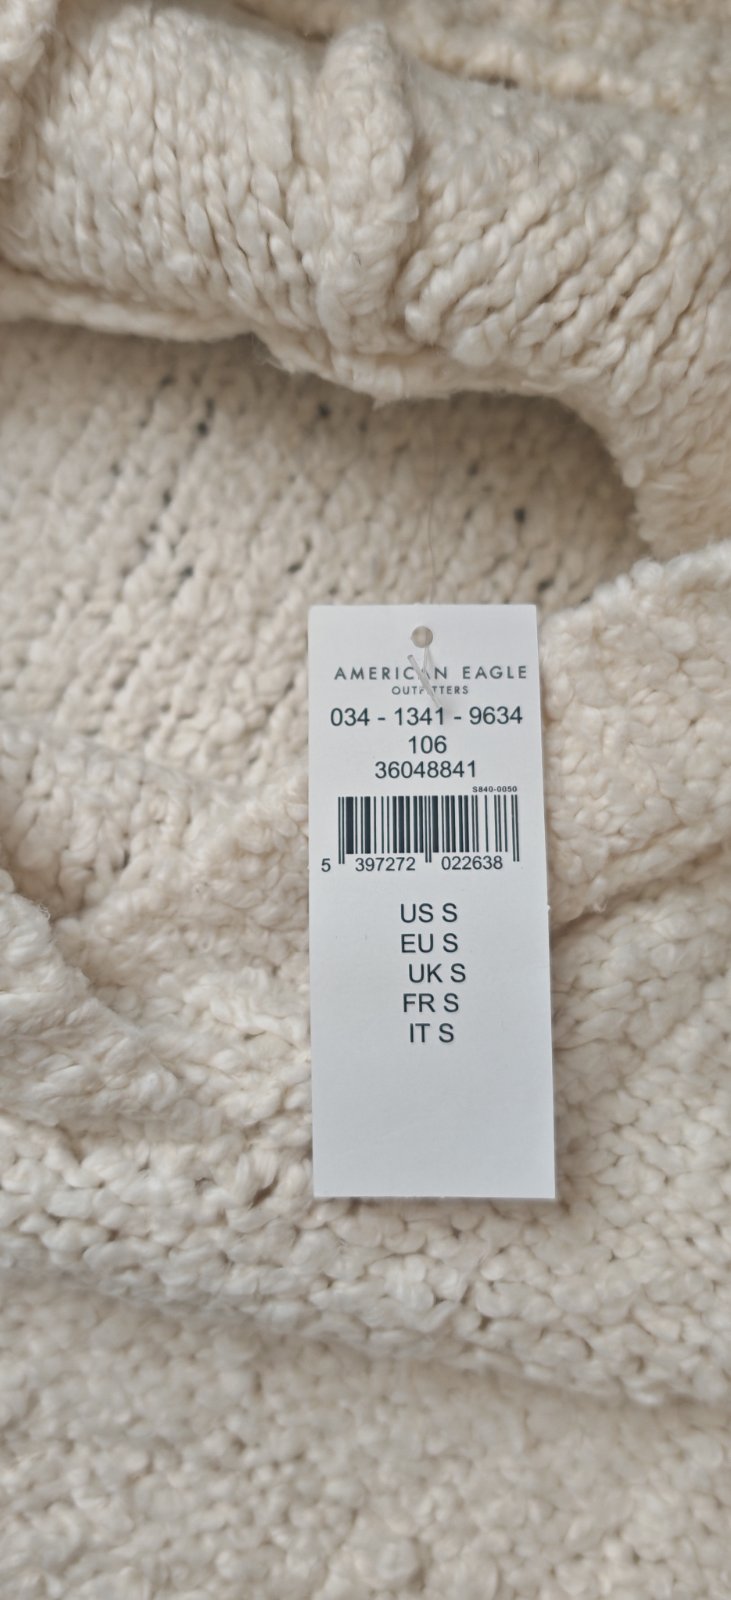 AMERICAN EAGLE
OUTFITTERS
034 - 1341 - 9634
106
36048841
S840-0050
5 397272 022638
US S
EU S
UK S
FR S
IT S